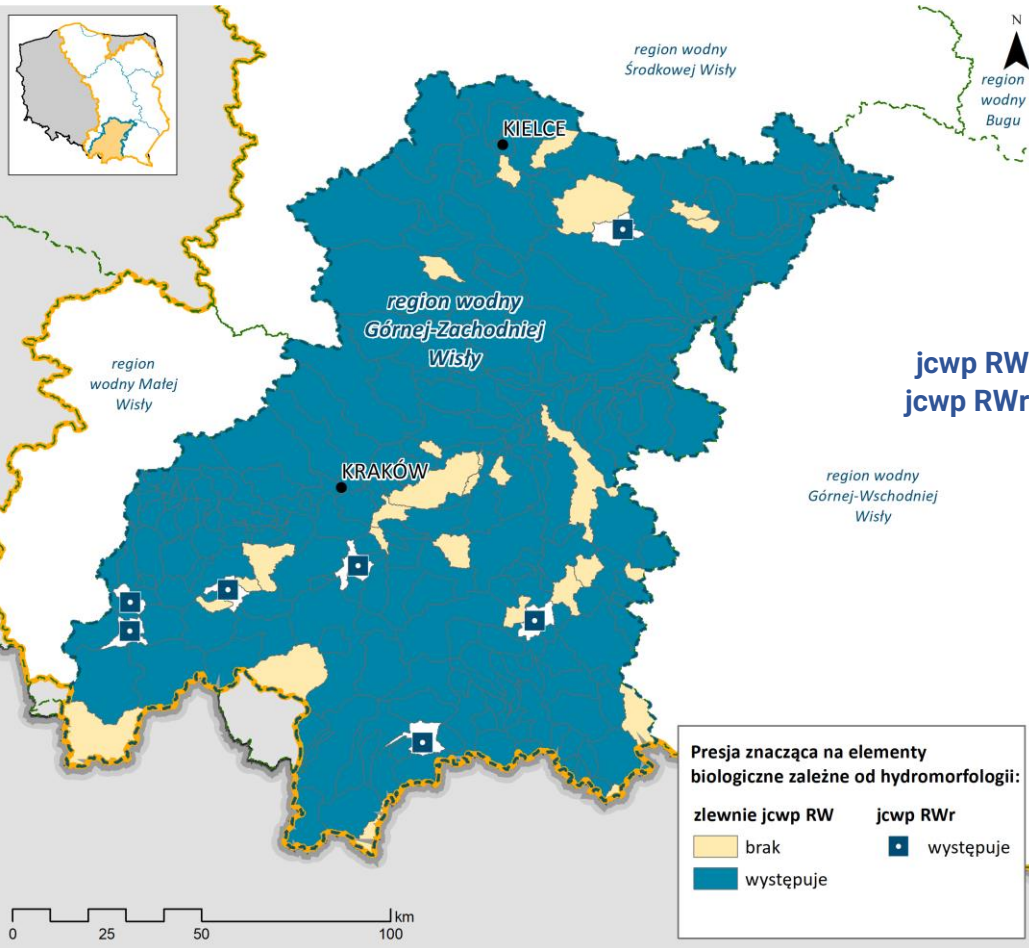 N
region wodny
Środkowej Wisły
region
wodny
Bugu
KIELCE
region wodny
Górnej-Zachodniej
Wisły
region
wodny Małej
Wisły
jcwp RW
jcwp RWr
KRAKÓW
region wodny
Górnej-Wschodniej
Wisły
Presja znacząca na elementy
biologiczne zależne od hydromorfologii:
zlewnie jcwp RW
jcwp RWr
brak
występuje
występuje
km
0 25 50 100